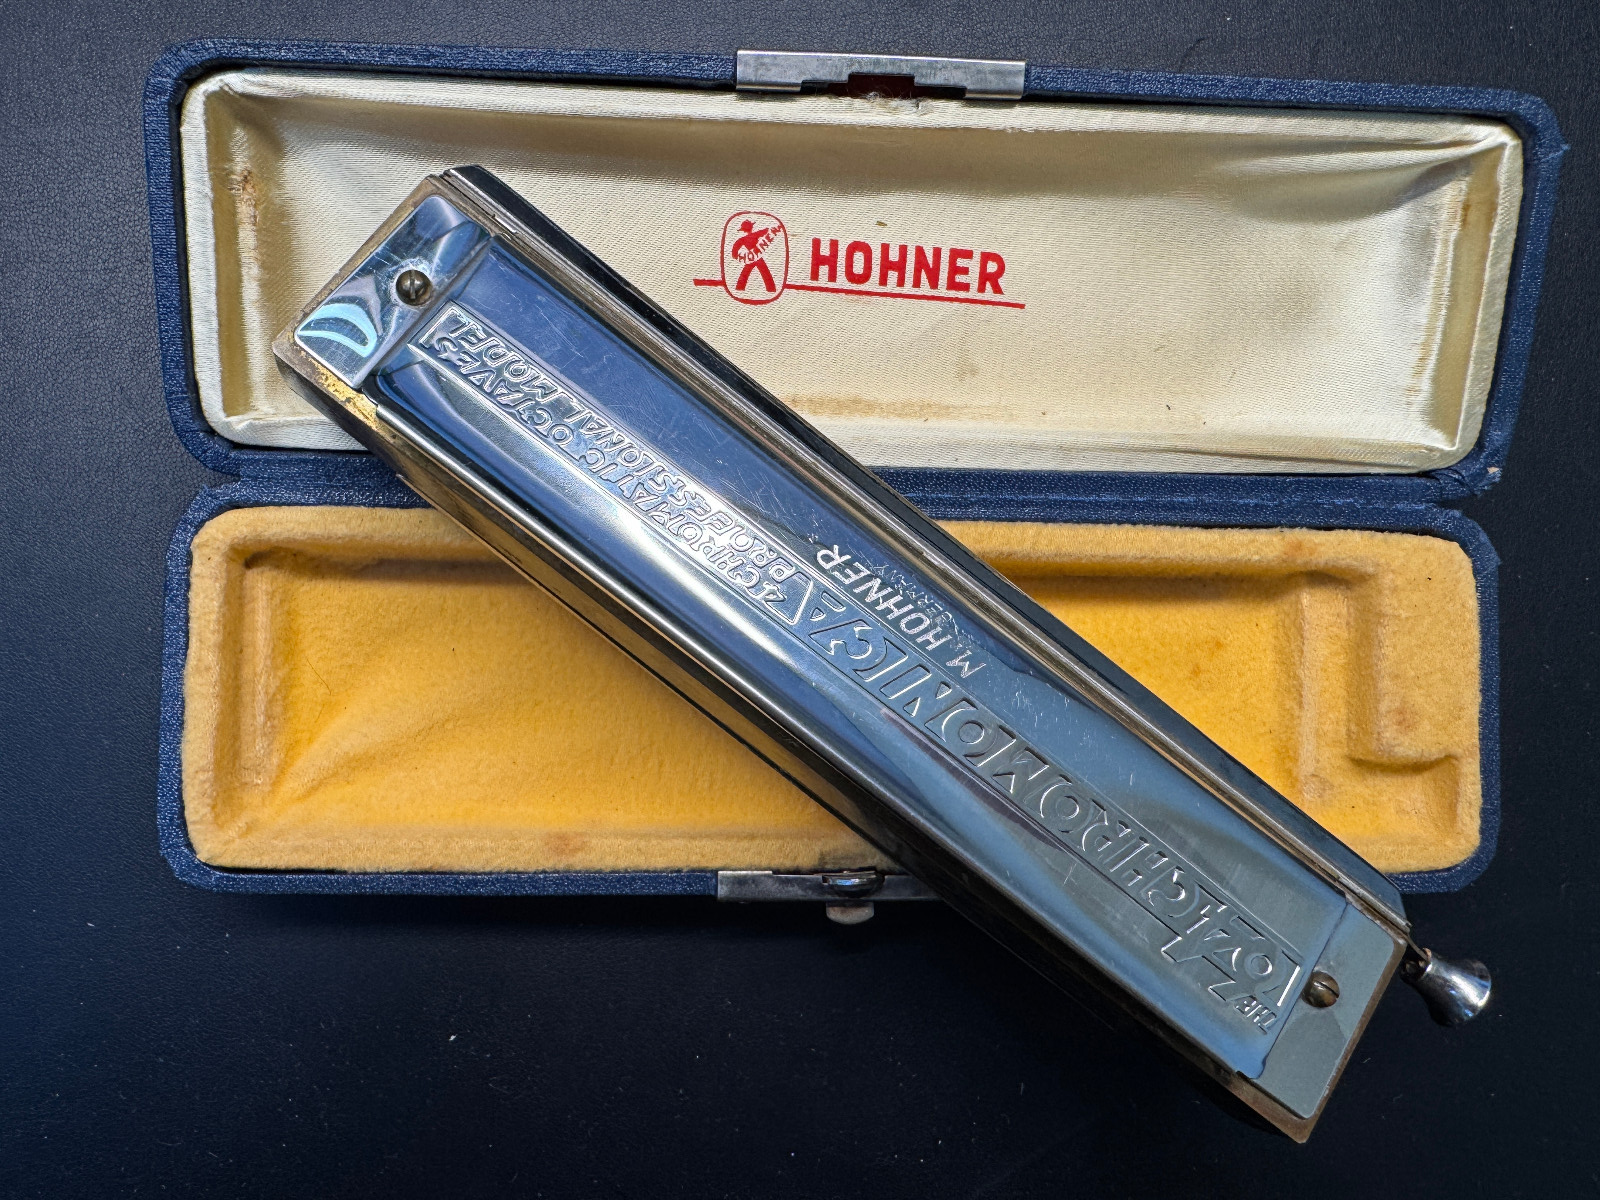 HOHNER
HOHNER
M. HOHNER
GERMANY
THE 64 CHROMONICA
4 CHROMATIC OCTAVES
PROFESSIONAL MODEL